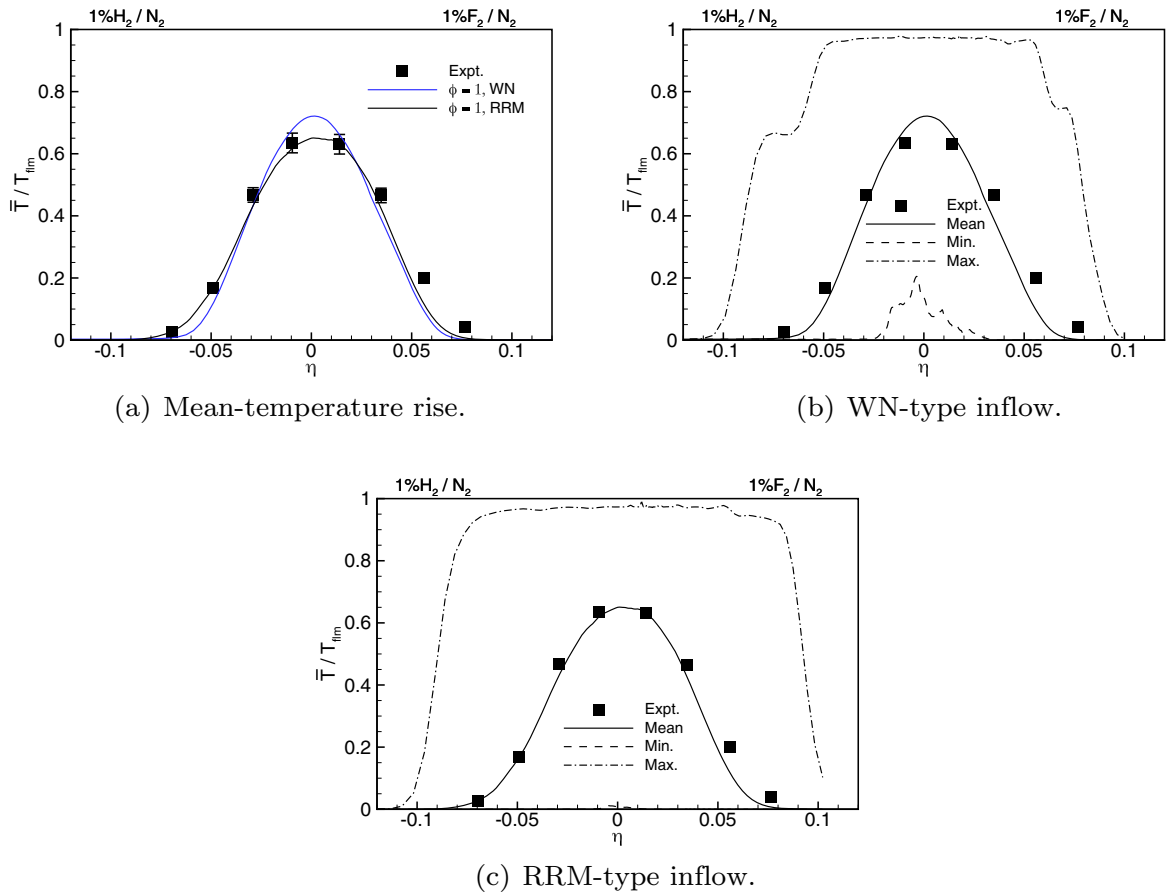 1%H₂ / N₂ 1%F₂ / N₂
1
0.8
0.6
0.4
0.2
0
T̅ / T_flm
Expt.
ϕ = 1, WN
ϕ = 1, RRM
-0.1 -0.05 0 0.05 0.1
η
(a) Mean-temperature rise.
1%H₂ / N₂ 1%F₂ / N₂
1
0.8
0.6
0.4
0.2
0
T̅ / T_flm
Expt.
Mean
Min.
Max.
-0.1 -0.05 0 0.05 0.1
η
(b) WN-type inflow.
1%H₂ / N₂ 1%F₂ / N₂
1
0.8
0.6
0.4
0.2
0
T̅ / T_flm
Expt.
Mean
Min.
Max.
-0.1 -0.05 0 0.05 0.1
η
(c) RRM-type inflow.